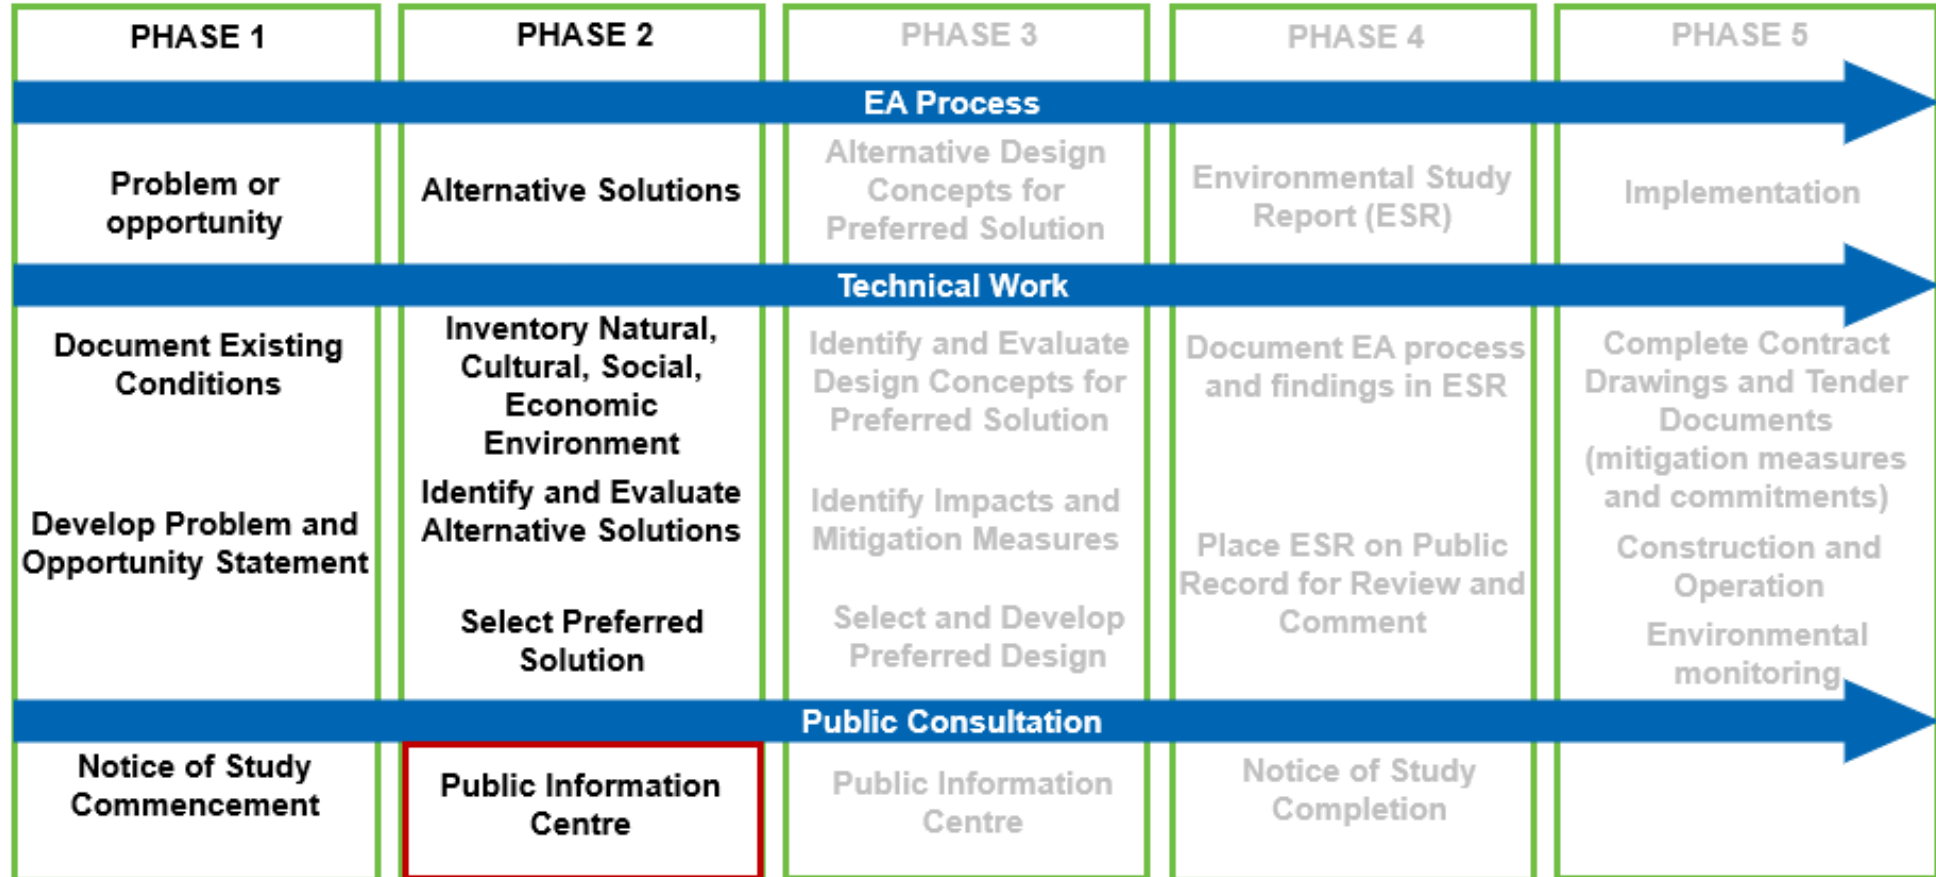 PHASE 1
PHASE 2
PHASE 3
PHASE 4
PHASE 5
EA Process
Problem or
opportunity
Alternative Solutions
Alternative Design
Concepts for
Preferred Solution
Environmental Study
Report (ESR)
Implementation
Technical Work
Document Existing
Conditions
Develop Problem and
Opportunity Statement
Inventory Natural,
Cultural, Social,
Economic
Environment
Identify and Evaluate
Alternative Solutions
Select Preferred
Solution
Identify and Evaluate
Design Concepts for
Preferred Solution
Identify Impacts and
Mitigation Measures
Select and Develop
Preferred Design
Document EA process
and findings in ESR
Place ESR on Public
Record for Review and
Comment
Complete Contract
Drawings and Tender
Documents
(mitigation measures
and commitments)
Construction and
Operation
Environmental
monitoring
Public Consultation
Notice of Study
Commencement
Public Information
Centre
Public Information
Centre
Notice of Study
Completion